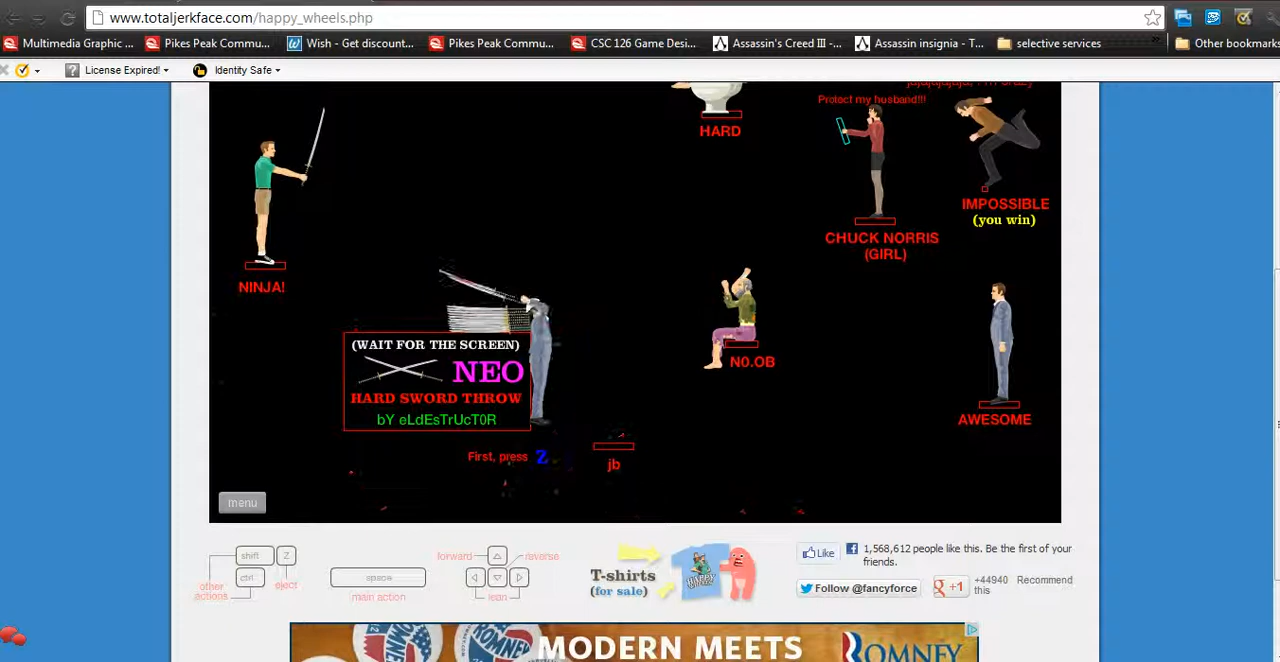 www.totaljerkface.com/happy_wheels.php
Multimedia Graphic ...
Pikes Peak Commu...
Wish - Get discount...
Pikes Peak Commu...
CSC 126 Game Desi...
Assassin's Creed III -...
Assassin insignia - T...
selective services
Other bookmarks
License Expired!
Identity Safe
HARD
Protect my husband!!!
IMPOSSIBLE
(you win)
CHUCK NORRIS
(GIRL)
NINJA!
(WAIT FOR THE SCREEN)
NEO
HARD SWORD THROW
bY eLdEsTrUcT0R
N0.OB
AWESOME
First, press Z
jb
menu
shift
Z
ctrl
other
actions
eject
space
main action
forward
reverse
lean
T-shirts
(for sale)
HAPPY
Like
1,568,612 people like this. Be the first of your
friends.
Follow @fancyforce
+1
+44940
Recommend
this
ROMNEY
MODERN MEETS
ROMNEY